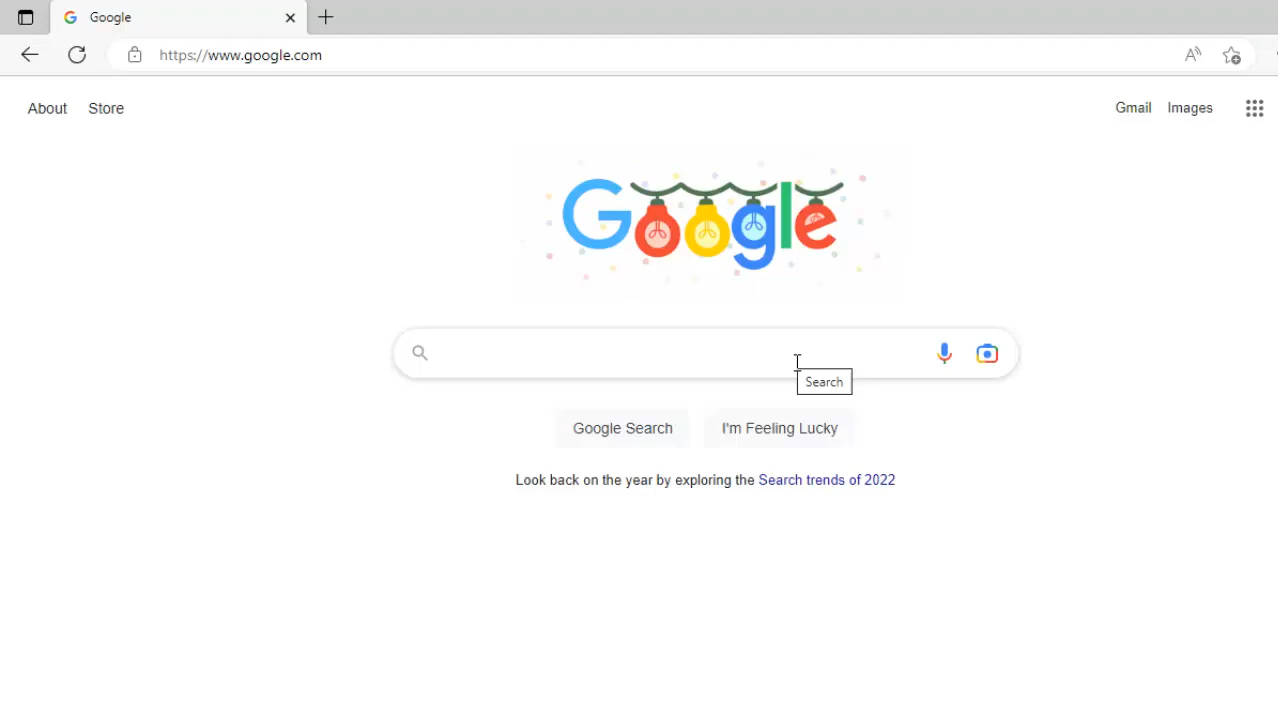 Google
https://www.google.com
About Store
Gmail Images
Google
Search
Google Search I'm Feeling Lucky
Look back on the year by exploring the Search trends of 2022